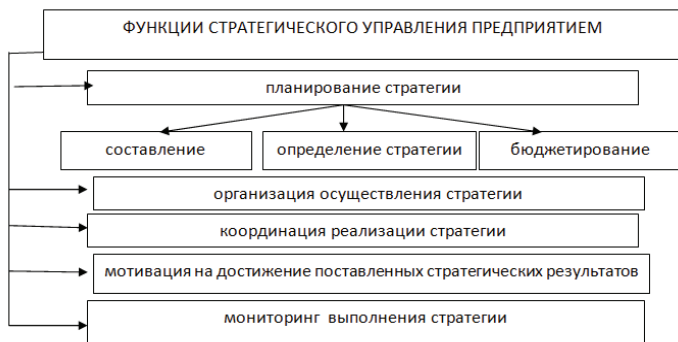 ФУНКЦИИ СТРАТЕГИЧЕСКОГО УПРАВЛЕНИЯ ПРЕДПРИЯТИЕМ
планирование стратегии
составление
определение стратегии
бюджетирование
организация осуществления стратегии
координация реализации стратегии
мотивация на достижение поставленных стратегических результатов
мониторинг выполнения стратегии